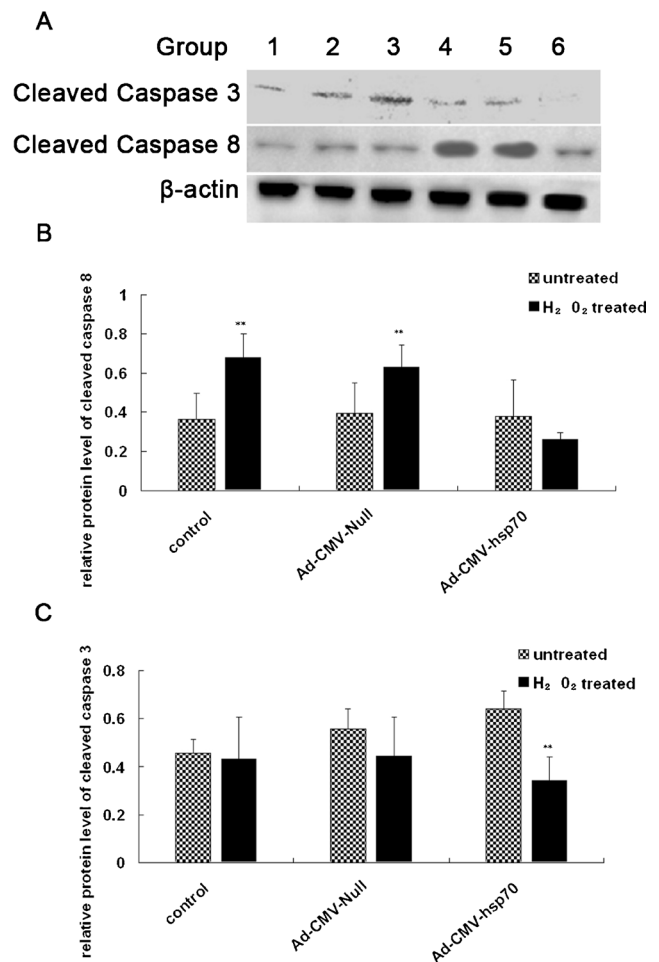 A
Group 1 2 3 4 5 6
Cleaved Caspase 3
Cleaved Caspase 8
β-actin
B
relative protein level of cleaved caspase 8
1
0.8
0.6
0.4
0.2
0
**
**
untreated
H₂ O₂ treated
control
Ad-CMV-Null
Ad-CMV-hsp70
C
relative protein level of cleaved caspase 3
0.8
0.6
0.4
0.2
0
**
untreated
H₂ O₂ treated
control
Ad-CMV-Null
Ad-CMV-hsp70